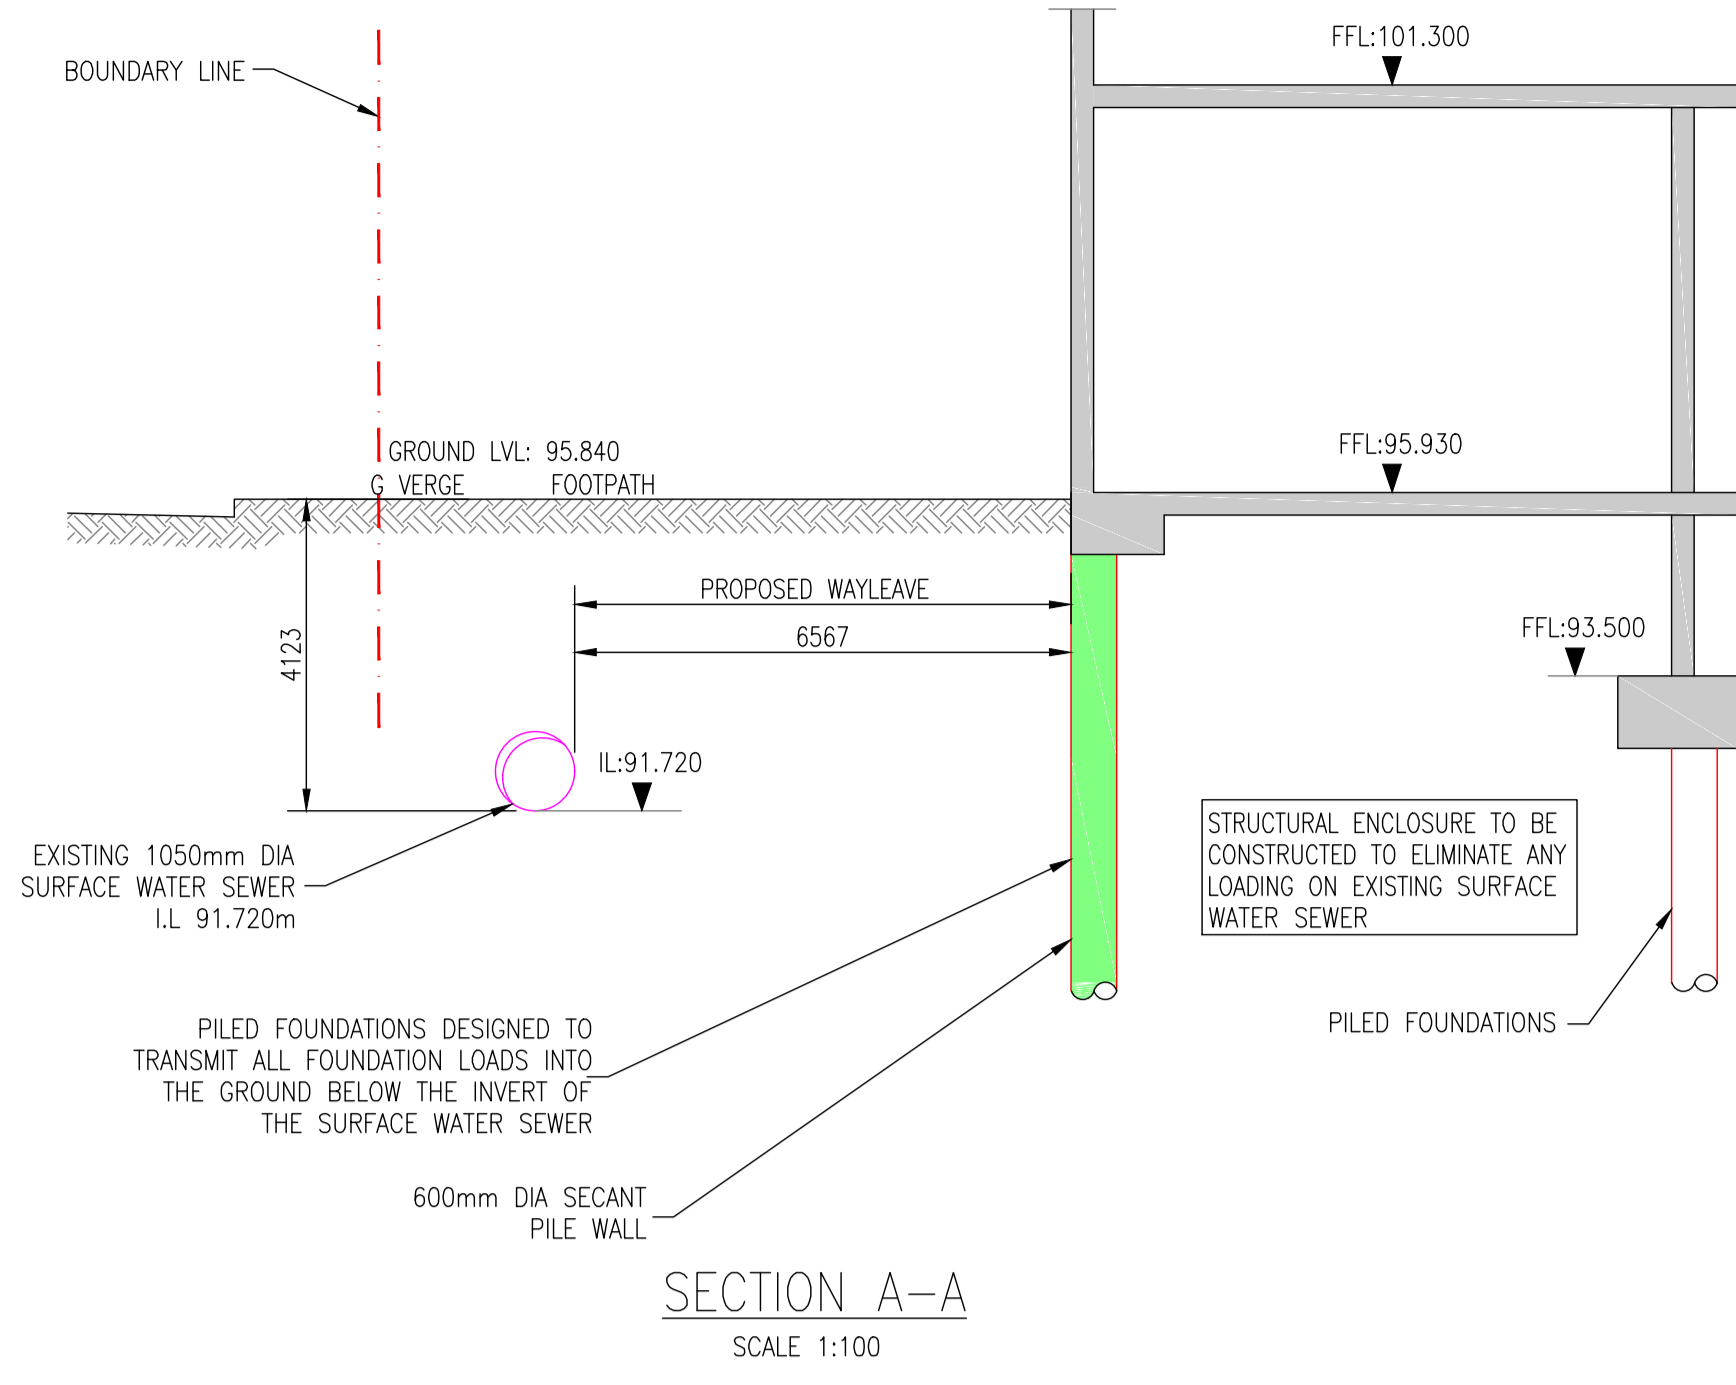 FFL:101.300
BOUNDARY LINE
GROUND LVL: 95.840
G VERGE FOOTPATH
FFL:95.930
PROPOSED WAYLEAVE
6567
4123
FFL:93.500
IL:91.720
EXISTING 1050mm DIA
SURFACE WATER SEWER
I.L 91.720m
STRUCTURAL ENCLOSURE TO BE
CONSTRUCTED TO ELIMINATE ANY
LOADING ON EXISTING SURFACE
WATER SEWER
PILED FOUNDATIONS DESIGNED TO
TRANSMIT ALL FOUNDATION LOADS INTO
THE GROUND BELOW THE INVERT OF
THE SURFACE WATER SEWER
PILED FOUNDATIONS
600mm DIA SECANT
PILE WALL
SECTION A-A
SCALE 1:100